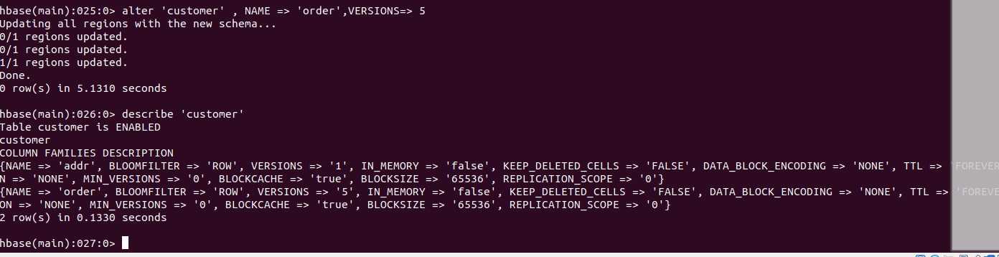 hbase(main):025:0> alter 'customer' , NAME => 'order',VERSIONS=> 5
Updating all regions with the new schema...
0/1 regions updated.
0/1 regions updated.
1/1 regions updated.
Done.
0 row(s) in 5.1310 seconds
hbase(main):026:0> describe 'customer'
Table customer is ENABLED
customer
COLUMN FAMILIES DESCRIPTION
{NAME => 'addr', BLOOMFILTER => 'ROW', VERSIONS => '1', IN_MEMORY => 'false', KEEP_DELETED_CELLS => 'FALSE', DATA_BLOCK_ENCODING => 'NONE', TTL => 'FOREVER
N => 'NONE', MIN_VERSIONS => '0', BLOCKCACHE => 'true', BLOCKSIZE => '65536', REPLICATION_SCOPE => '0'}
{NAME => 'order', BLOOMFILTER => 'ROW', VERSIONS => '5', IN_MEMORY => 'false', KEEP_DELETED_CELLS => 'FALSE', DATA_BLOCK_ENCODING => 'NONE', TTL => 'FOREVE
ON => 'NONE', MIN_VERSIONS => '0', BLOCKCACHE => 'true', BLOCKSIZE => '65536', REPLICATION_SCOPE => '0'}
2 row(s) in 0.1330 seconds
hbase(main):027:0>